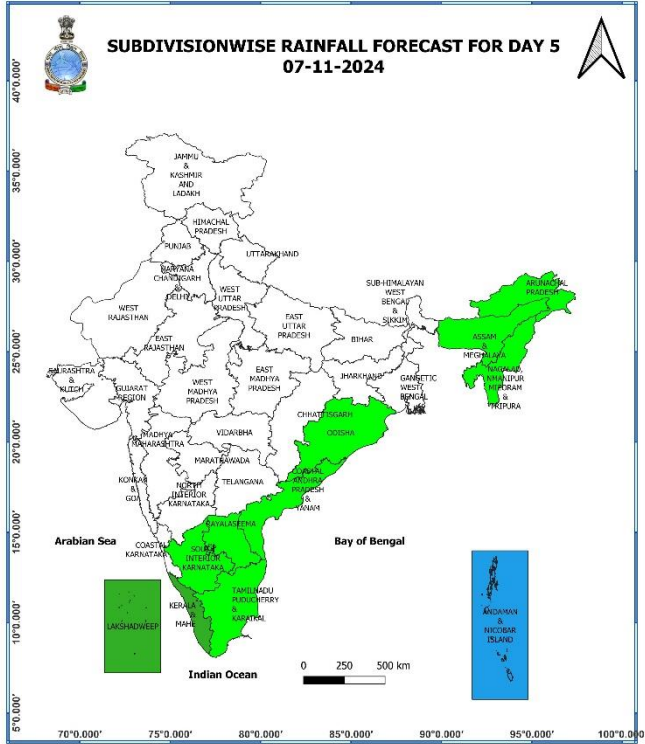 SUBDIVISIONWISE RAINFALL FORECAST FOR DAY 5
07-11-2024
40°0.000'
35°0.000'
30°0.000'
25°0.000'
20°0.000'
15°0.000'
10°0.000'
5°0.000'
JAMMU
&
KASHMIR
AND
LADAKH
HIMACHAL
PRADESH
PUNJAB
UTTARAKHAND
HARYANA
CHANDIGARH
&
DELHI
WEST
UTTAR
PRADESH
WEST
RAJASTHAN
EAST
RAJASTHAN
EAST
UTTAR
PRADESH
SUB-HIMALAYAN
WEST
BENGAL
&
SIKKIM
ARUNACHAL
PRADESH
ASSAM
&
MEGHALAYA
NAGALAD,
NMANIPUR
MIZORAM
&
TRIPURA
BIHAR
SAURASHTRA
&
KUTCH
GUJARAT
REGION
WEST
MADHYA
PRADESH
EAST
MADHYA
PRADESH
JHARKHAND
GANGETIC
WEST
BENGAL
CHHATTISGARH
ODISHA
MADHYA
MAHARASHTRA
VIDARBHA
MARATHWADA
KONKAN
&
GOA
NORTH
INTERIOR
KARNATAKA
TELANGANA
COASTAL
ANDHRA
PRADESH
&
YANAM
RAYALASEEMA
Arabian Sea
COASTAL
KARNATAKA
SOUTH
INTERIOR
KARNATAKA
Bay of Bengal
LAKSHADWEEP
KERALA
&
MAHE
TAMILNADU
PUDUCHERRY
&
KARAIKAL
ANDAMAN
&
NICOBAR
ISLAND
Indian Ocean
0 250 500 km
70°0.000' 75°0.000' 80°0.000' 85°0.000' 90°0.000' 95°0.000' 100°0.000'